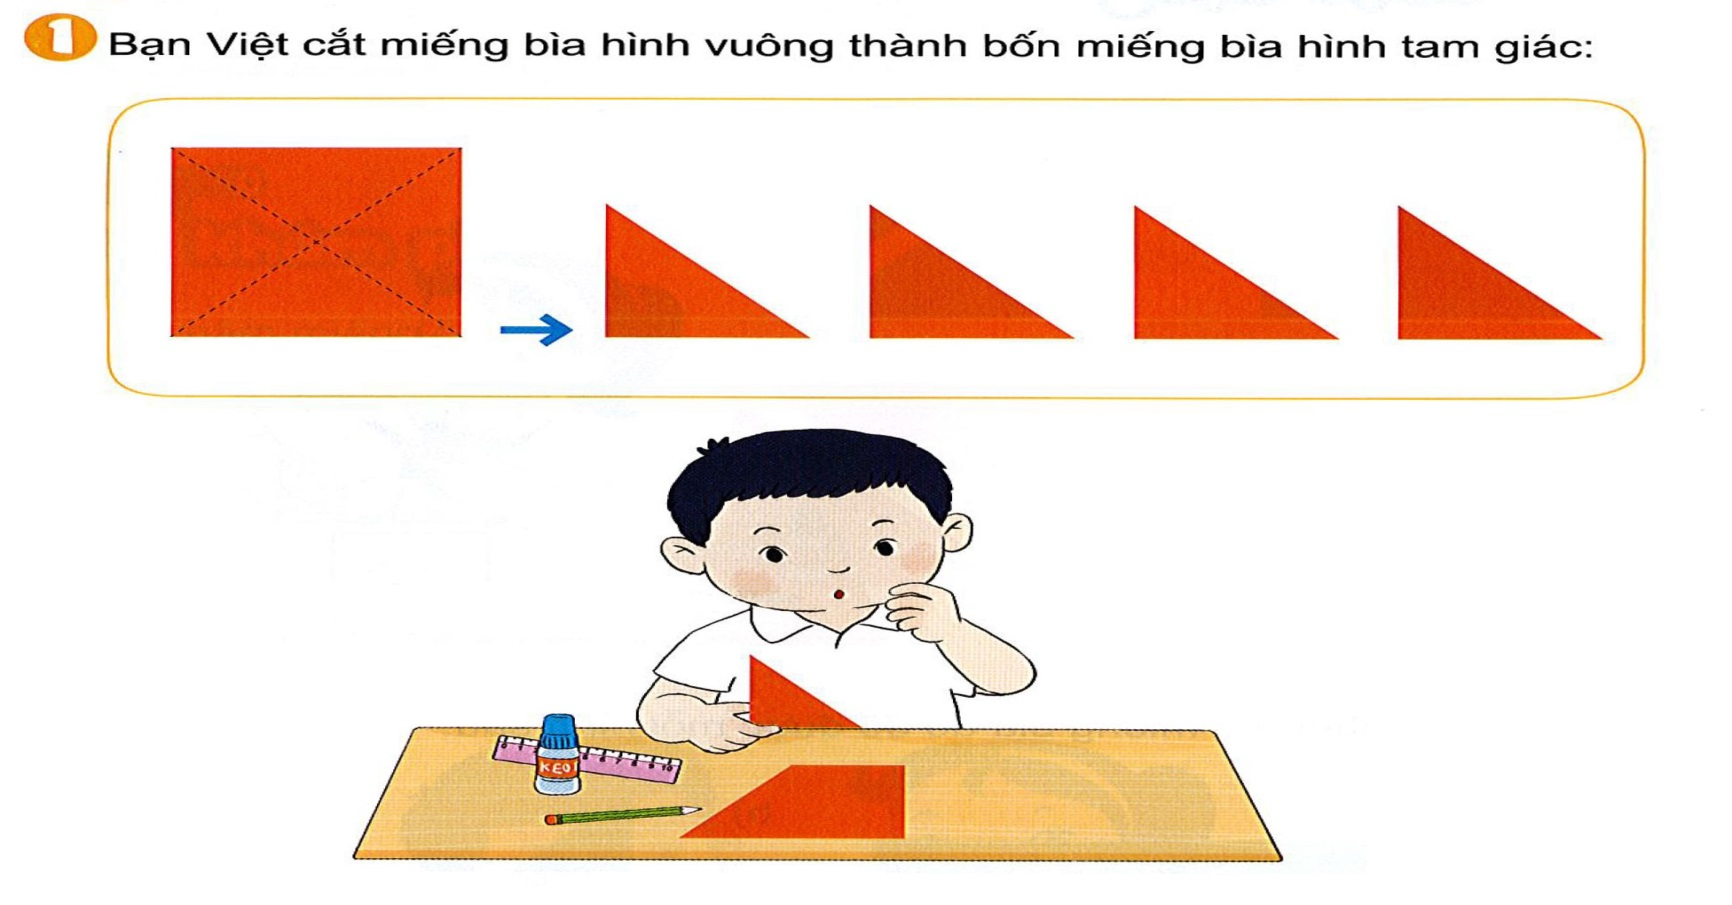 1 Bạn Việt cắt miếng bìa hình vuông thành bốn miếng bìa hình tam giác:
KEO